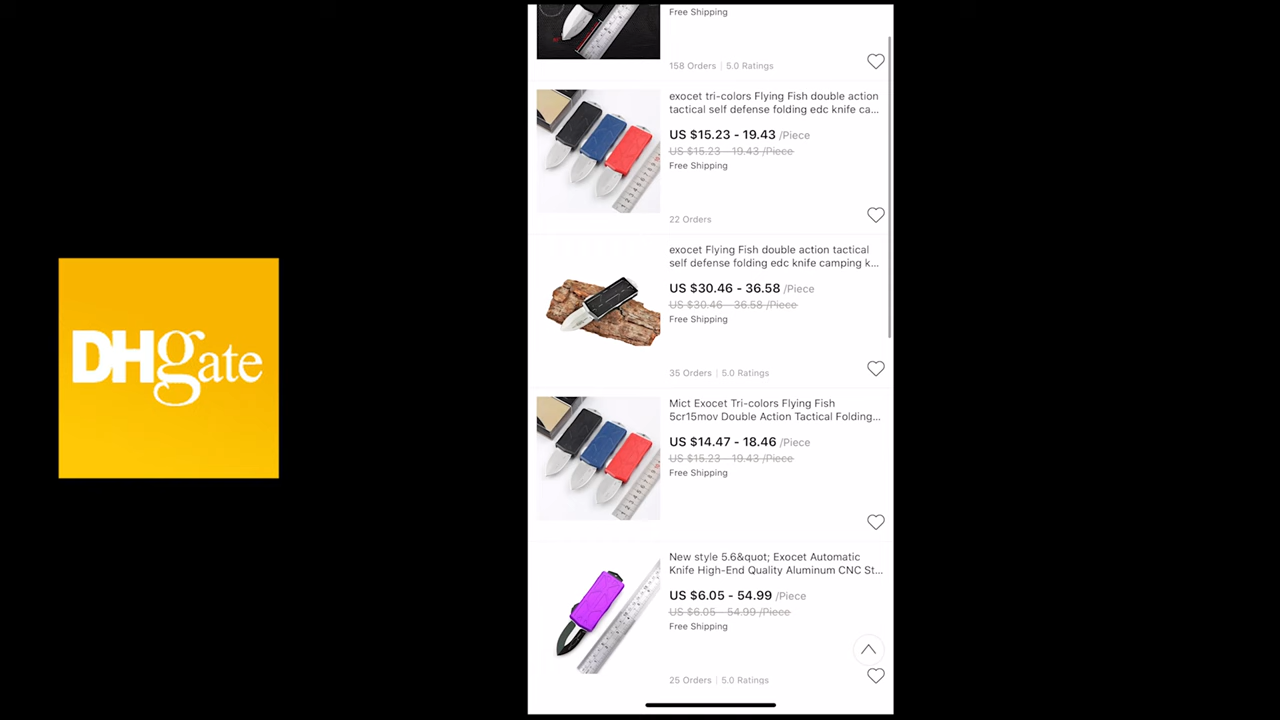 DHgate
Free Shipping
158 Orders | 5.0 Ratings
exocet tri-colors Flying Fish double action
tactical self defense folding edc knife ca...
US $15.23 - 19.43 /Piece
US $15.23 - 19.43 /Piece
Free Shipping
22 Orders
exocet Flying Fish double action tactical
self defense folding edc knife camping k...
US $30.46 - 36.58 /Piece
US $30.46 - 36.58 /Piece
Free Shipping
35 Orders | 5.0 Ratings
Mict Exocet Tri-colors Flying Fish
5cr15mov Double Action Tactical Folding...
US $14.47 - 18.46 /Piece
US $15.23 - 19.43 /Piece
Free Shipping
New style 5.6&quot; Exocet Automatic
Knife High-End Quality Aluminum CNC St...
US $6.05 - 54.99 /Piece
US $6.05 - 54.99 /Piece
Free Shipping
25 Orders | 5.0 Ratings